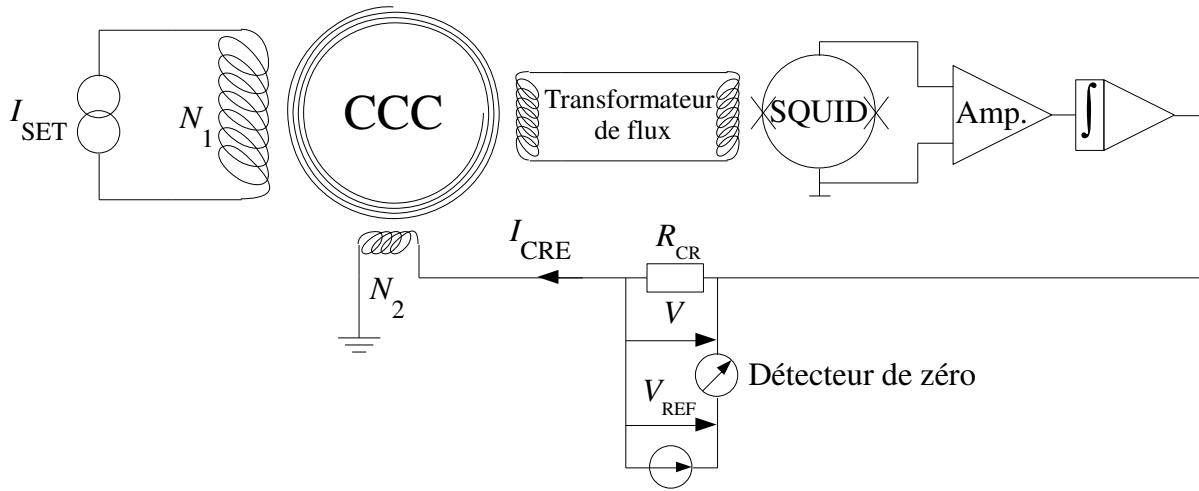 I_SET
N_1
CCC
Transformateur
de flux
SQUID
Amp.
∫
I_CRE
R_CR
N_2
V
Détecteur de zéro
V_REF